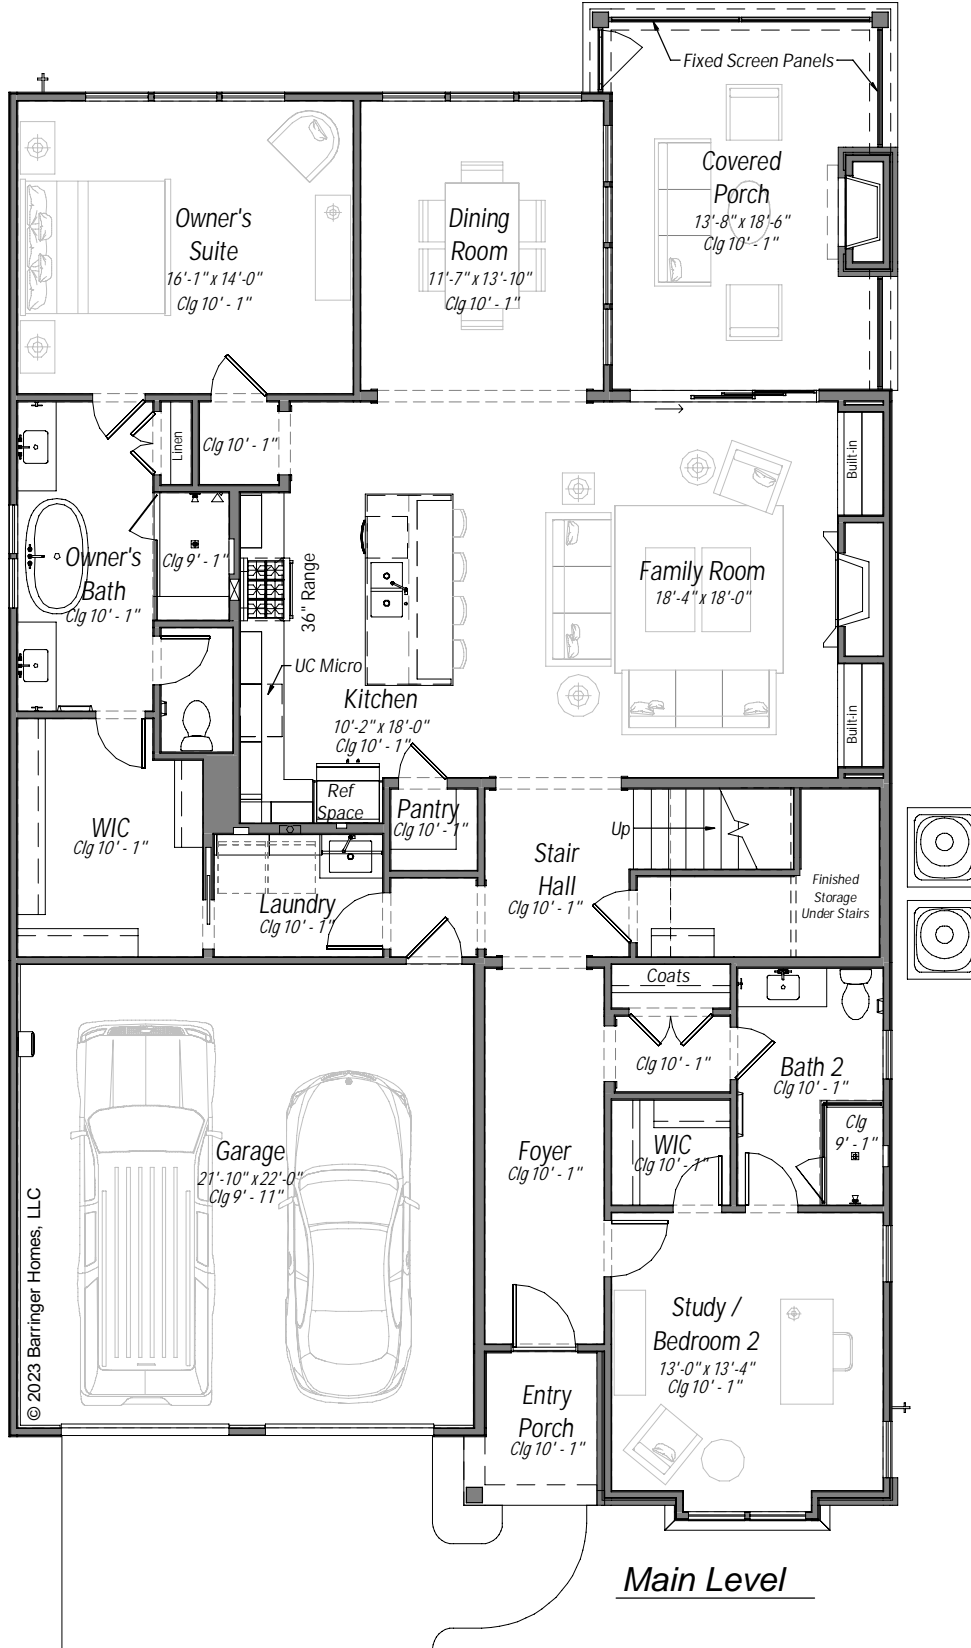 Fixed Screen Panels
Covered
Porch
13'-8" x 18'-6"
Clg 10' - 1"
Owner's
Suite
16'-1" x 14'-0"
Clg 10' - 1"
Dining
Room
11'-7" x 13'-10"
Clg 10' - 1"
Linen
Clg 10' - 1"
Built-in
Owner's
Bath
Clg 10' - 1"
Clg 9' - 1"
36" Range
Family Room
18'-4" x 18'-0"
UC Micro
Kitchen
10'-2" x 18'-0"
Clg 10' - 1"
Built-In
Ref
Space
Pantry
Clg 10' - 1"
WIC
Clg 10' - 1"
Up
Stair
Hall
Clg 10' - 1"
Finished
Storage
Under Stairs
Laundry
Clg 10' - 1"
Coats
Clg 10' - 1"
Bath 2
Clg 10' - 1"
Clg
9' - 1"
WIC
Clg 10' - 1"
Foyer
Clg 10' - 1"
Garage
21'-10" x 22'-0"
Clg 9' - 11"
© 2023 Barringer Homes, LLC
Study /
Bedroom 2
13'-0" x 13'-4"
Clg 10' - 1"
Entry
Porch
Clg 10' - 1"
Main Level